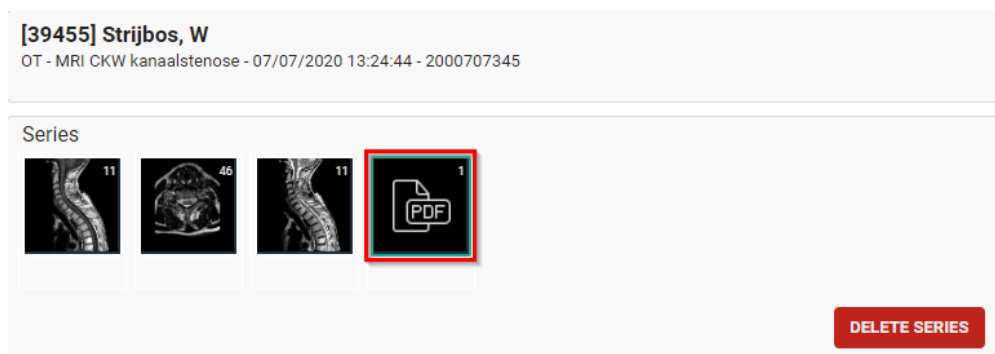 [39455] Strijbos, W
OT - MRI CKW kanaalstenose - 07/07/2020 13:24:44 - 2000707345
Series
11
46
11
1
PDF
DELETE SERIES